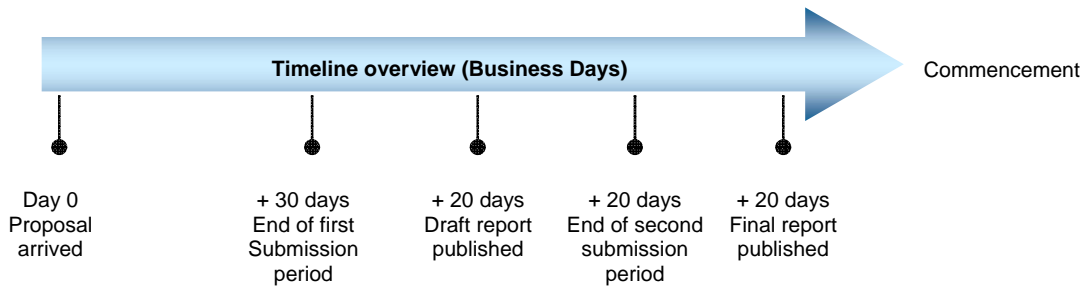 Timeline overview (Business Days)
Commencement
Day 0
Proposal
arrived
+ 30 days
End of first
Submission
period
+ 20 days
Draft report
published
+ 20 days
End of second
submission
period
+ 20 days
Final report
published